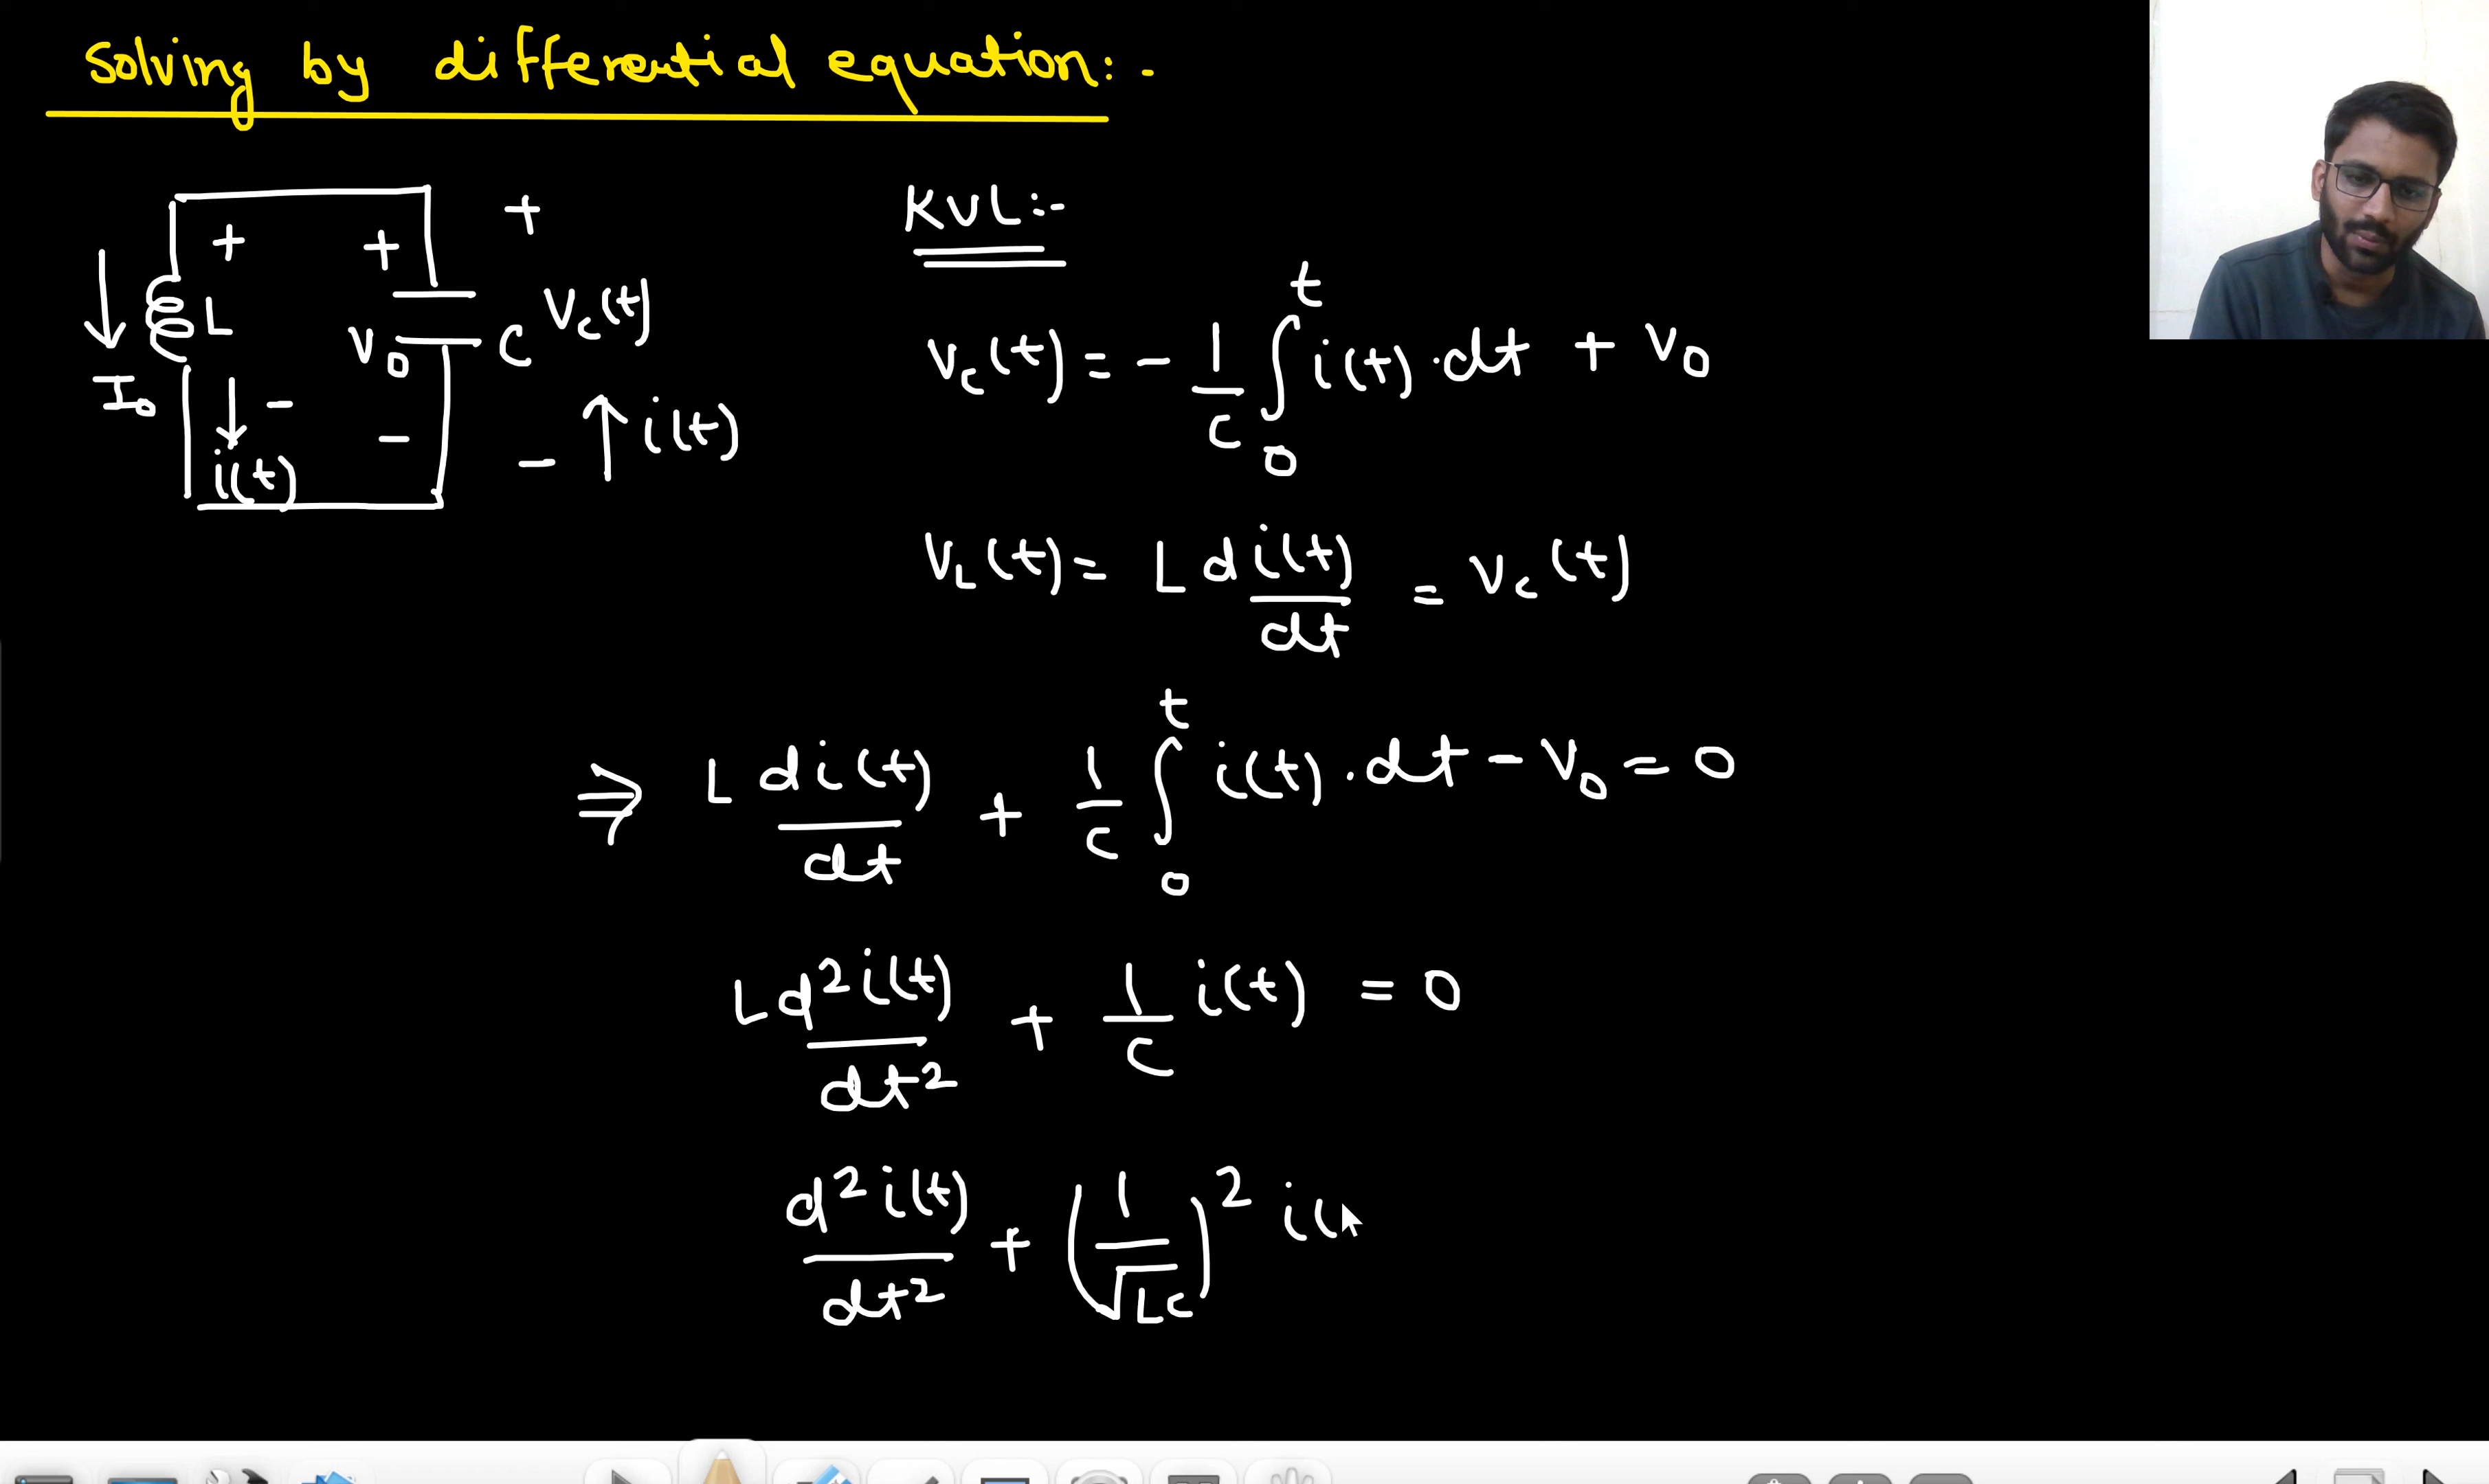 Solving by differential equation:-
+ + +
L V₀ C Vc(t)
I₀ - - - i(t)
i(t)
KVL:-
Vc(t) = - 1/C ∫₀ᵗ i(t)·dt + V₀
V_L(t) = L di(t)/dt = Vc(t)
⇒ L di(t)/dt + 1/C ∫₀ᵗ i(t)·dt - V₀ = 0
L d²i(t)/dt² + 1/C i(t) = 0
d²i(t)/dt² + (1/√LC)² i(